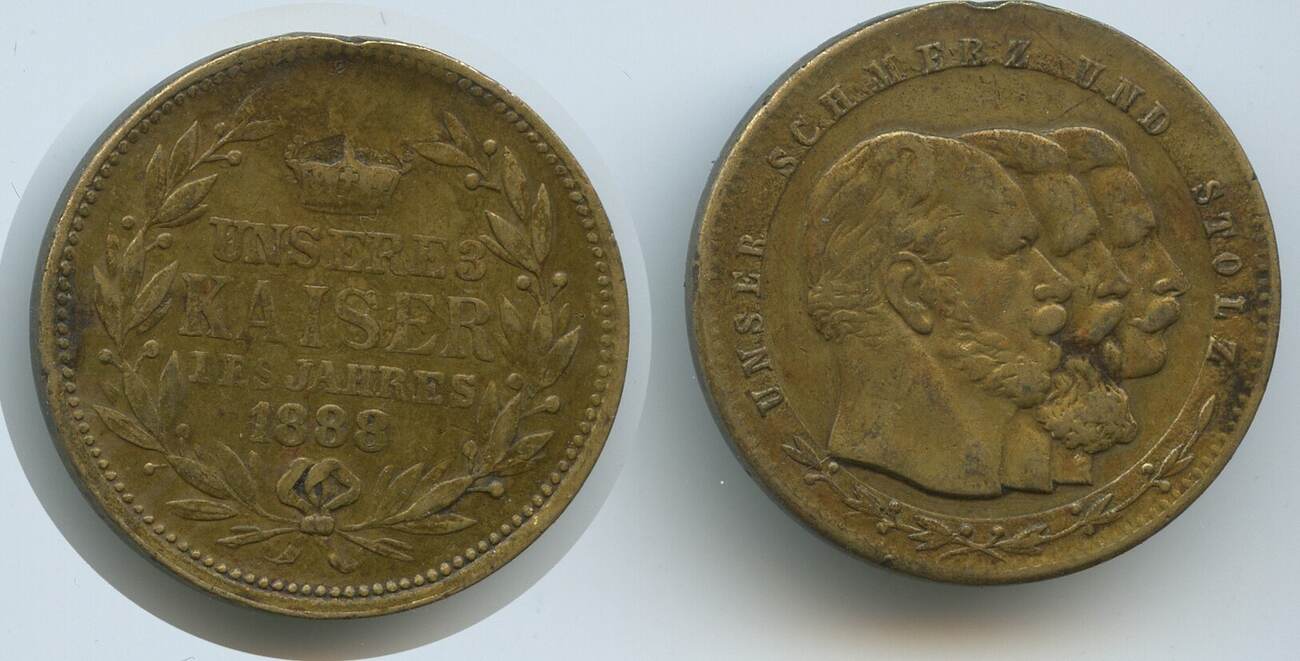 UNSERE 3
KAISER
DES JAHRES
1888
UNSER SCHMERZ UND STOLZ